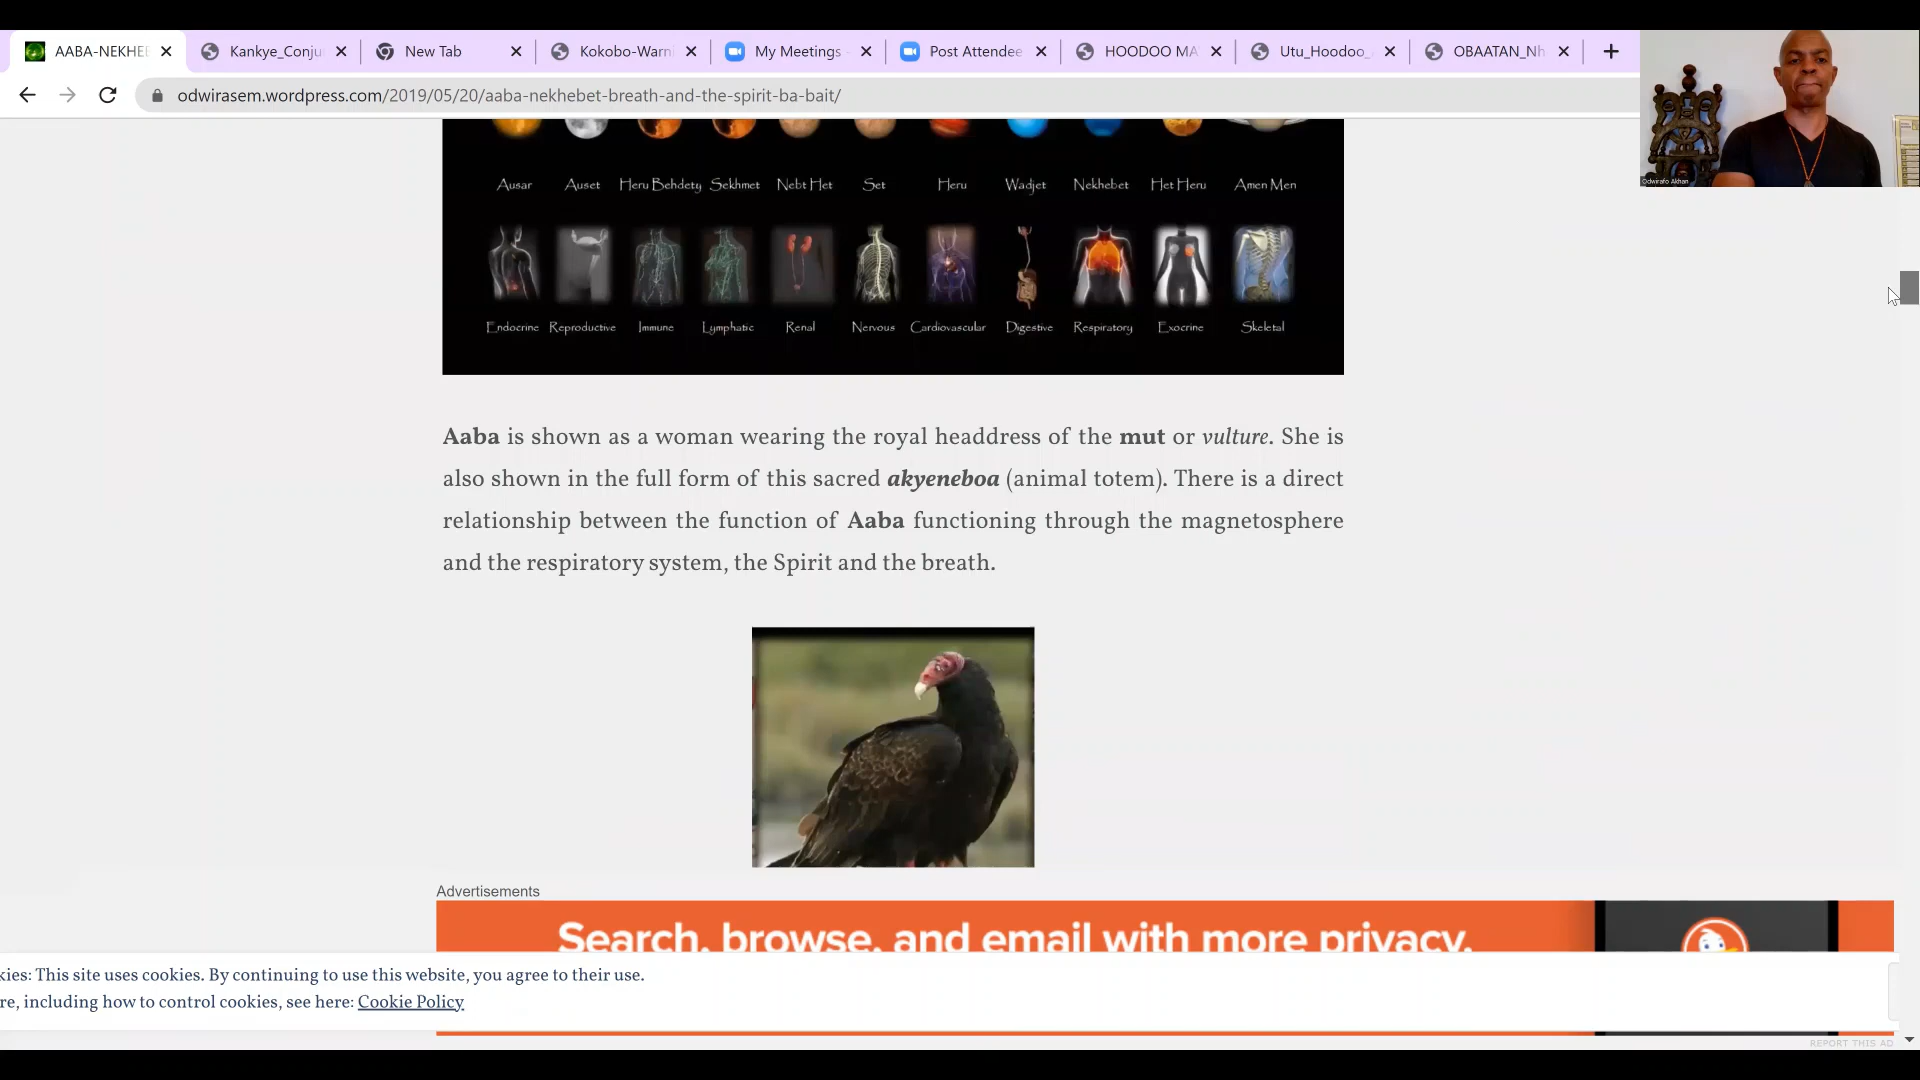 AABA-NEKHEE
Kankye_Conju
New Tab
Kokobo-Warni
My Meetings -
Post Attendee
HOODOO MA
Utu_Hoodoo_
OBAATAN_Nh
odwirasem.wordpress.com/2019/05/20/aaba-nekhebet-breath-and-the-spirit-ba-bait/
Odwirafo Akhan
Ausar Auset Heru Behdety Sekhmet Nebt Het Set Heru Wadjet Nekhebet Het Heru Amen Men
Endocrine Reproductive Immune Lymphatic Renal Nervous Cardiovascular Digestive Respiratory Exocrine Skeletal
Aaba is shown as a woman wearing the royal headdress of the mut or vulture. She is
also shown in the full form of this sacred akyeneboa (animal totem). There is a direct
relationship between the function of Aaba functioning through the magnetosphere
and the respiratory system, the Spirit and the breath.
Advertisements
Search, browse, and email with more privacy.
kies: This site uses cookies. By continuing to use this website, you agree to their use.
re, including how to control cookies, see here: Cookie Policy
REPORT THIS AD